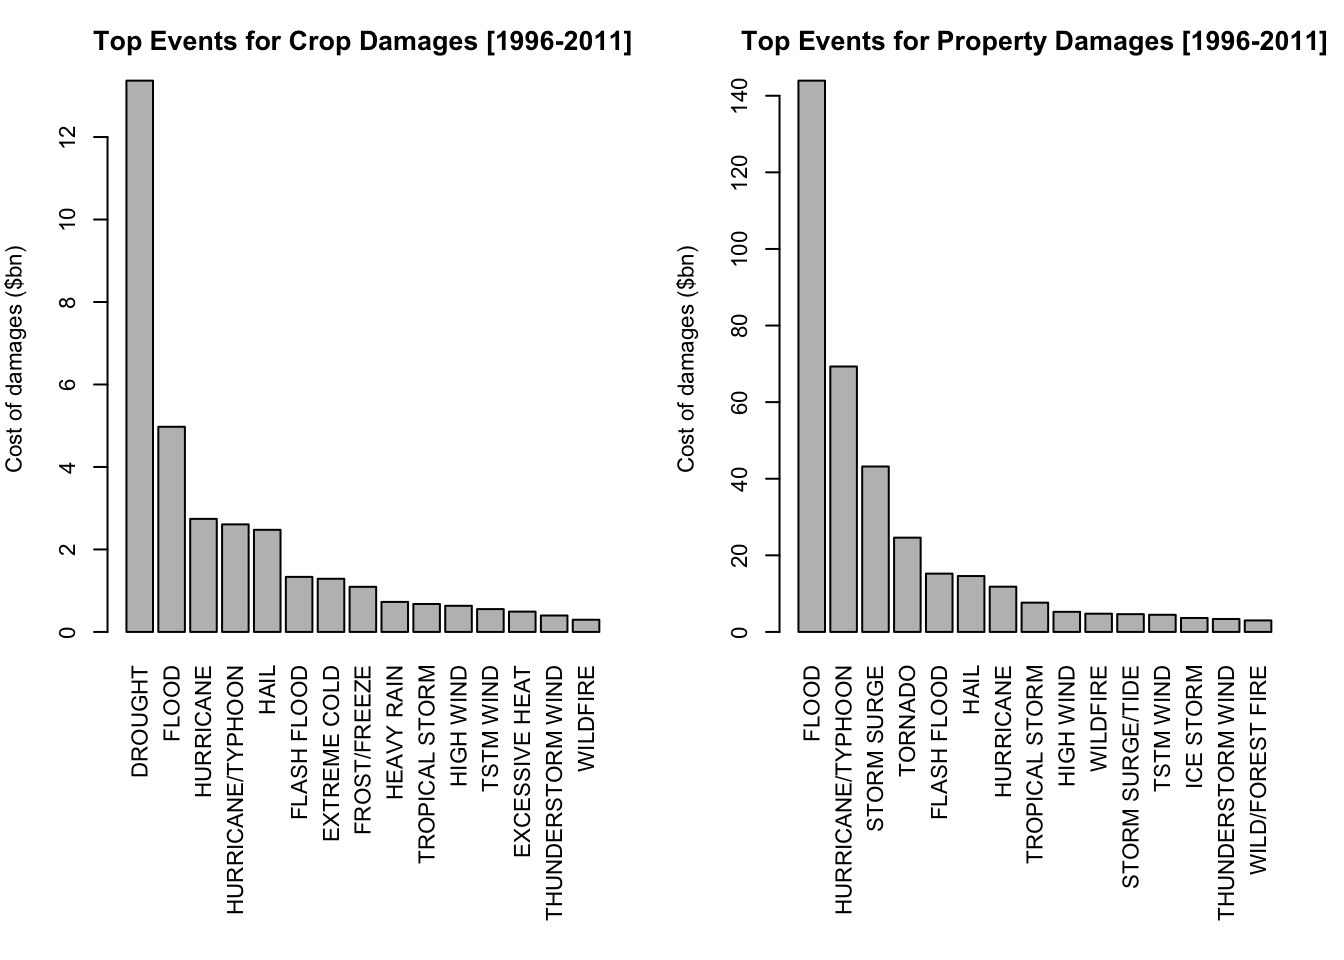 Top Events for Crop Damages [1996-2011]
Cost of damages ($bn)
12
10
8
6
4
2
0
DROUGHT
FLOOD
HURRICANE
HURRICANE/TYPHOON
HAIL
FLASH FLOOD
EXTREME COLD
FROST/FREEZE
HEAVY RAIN
TROPICAL STORM
HIGH WIND
TSTM WIND
EXCESSIVE HEAT
THUNDERSTORM WIND
WILDFIRE
Top Events for Property Damages [1996-2011]
Cost of damages ($bn)
140
120
100
80
60
40
20
0
FLOOD
HURRICANE/TYPHOON
STORM SURGE
TORNADO
FLASH FLOOD
HAIL
HURRICANE
TROPICAL STORM
HIGH WIND
WILDFIRE
STORM SURGE/TIDE
TSTM WIND
ICE STORM
THUNDERSTORM WIND
WILD/FOREST FIRE